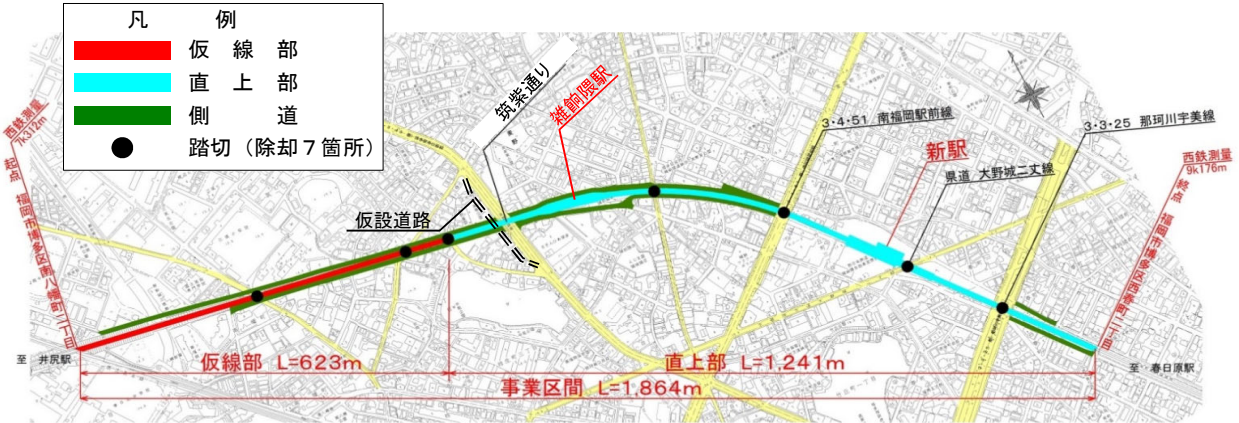 凡 例
仮 線 部
直 上 部
側 道
踏切（除却７箇所）
西鉄測量
7k312m
起点 福岡市博多区南八幡町二丁目
至 井尻駅
仮設道路
筑紫通り
雑餉隈駅
3・4・51 南福岡駅前線
新駅
県道 大野城二丈線
3・3・25 那珂川宇美線
西鉄測量
9k176m
終点 福岡市博多区西春町二丁目
至 春日原駅
仮線部 L=623m
直上部 L=1,241m
事業区間 L=1,864m